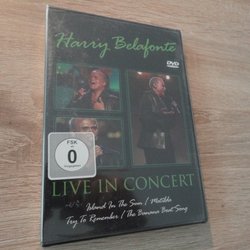 Harry Belafonte
DVD
FSK
0
LIVE IN CONCERT
Island In The Sun / Matilda
Try To Remember / The Banana Boat Song